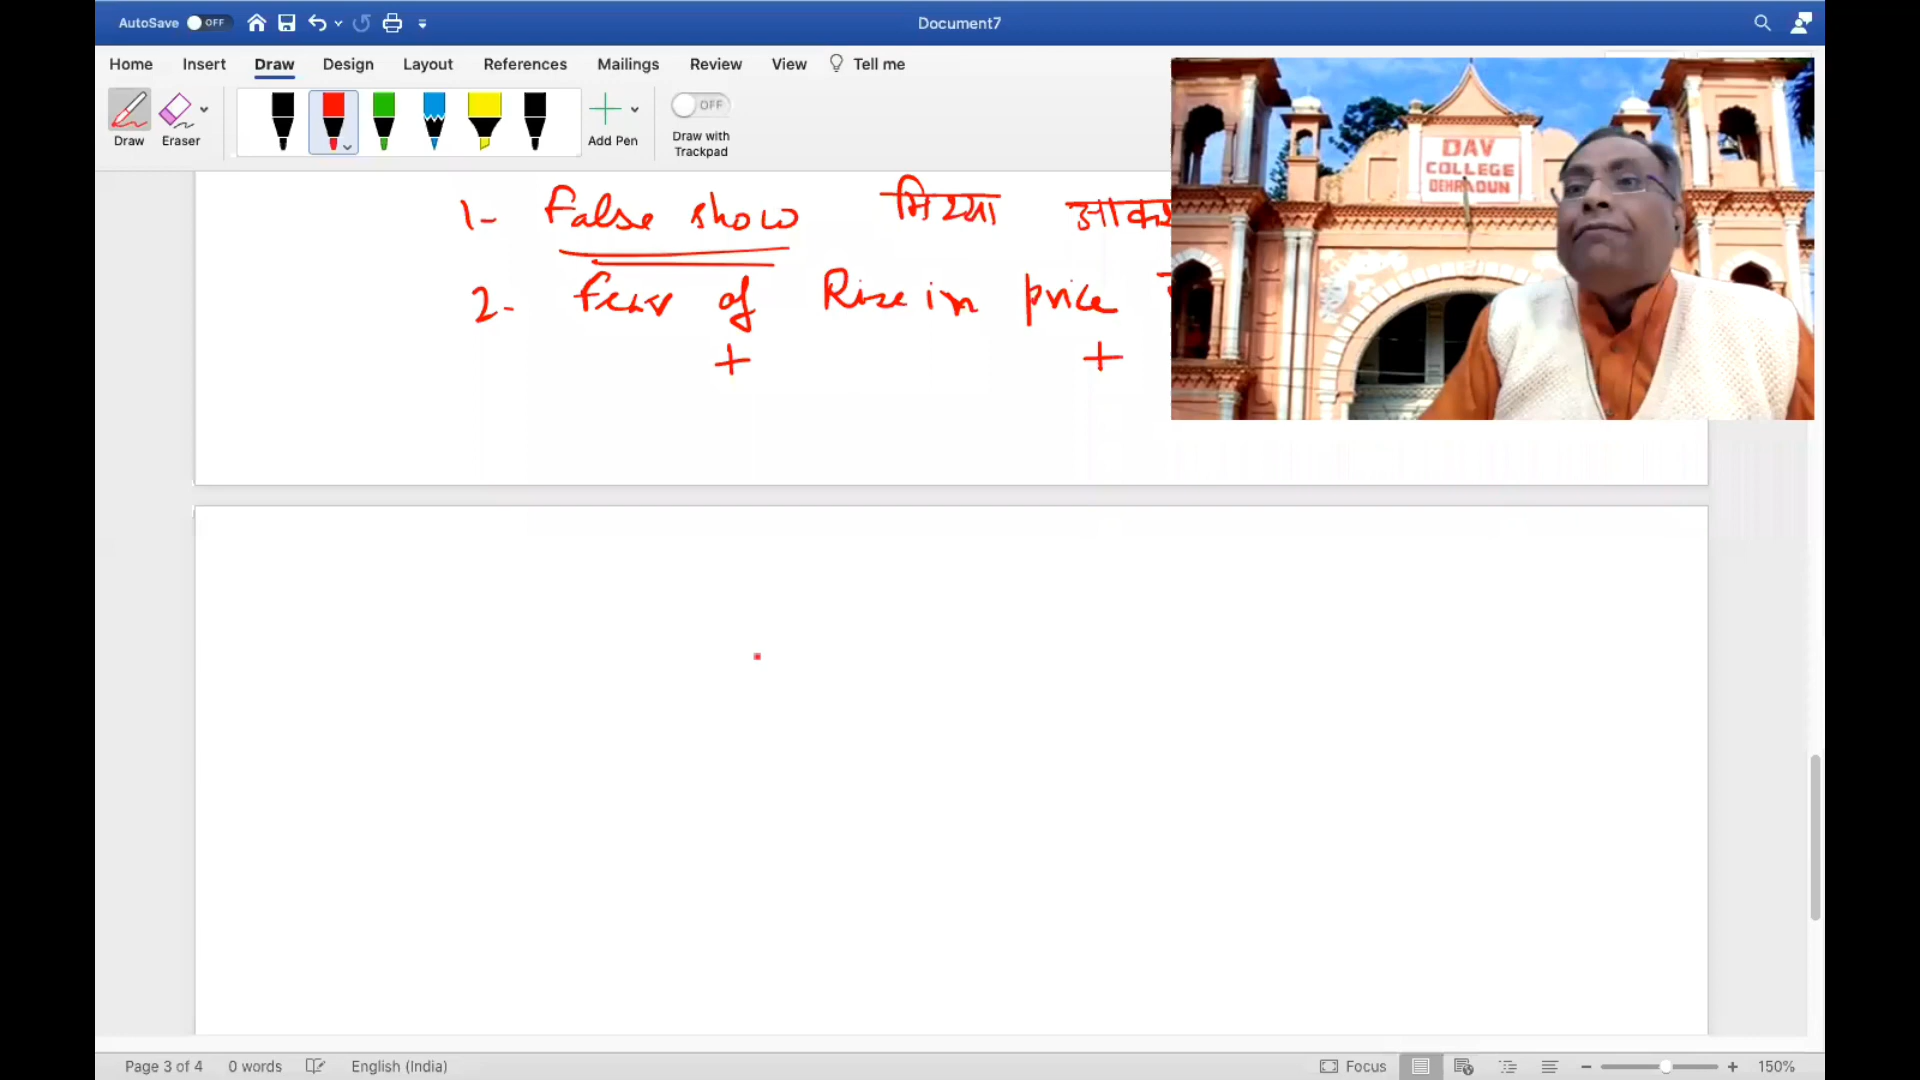 AutoSave OFF Document7
Home Insert Draw Design Layout References Mailings Review View Tell me
Draw Eraser Add Pen OFF Draw with Trackpad
DAV
COLLEGE
DEHRADUN
1- False show मिथ्या
2- fear of Rise in price
+ +
Page 3 of 4 0 words English (India) Focus − + 150%